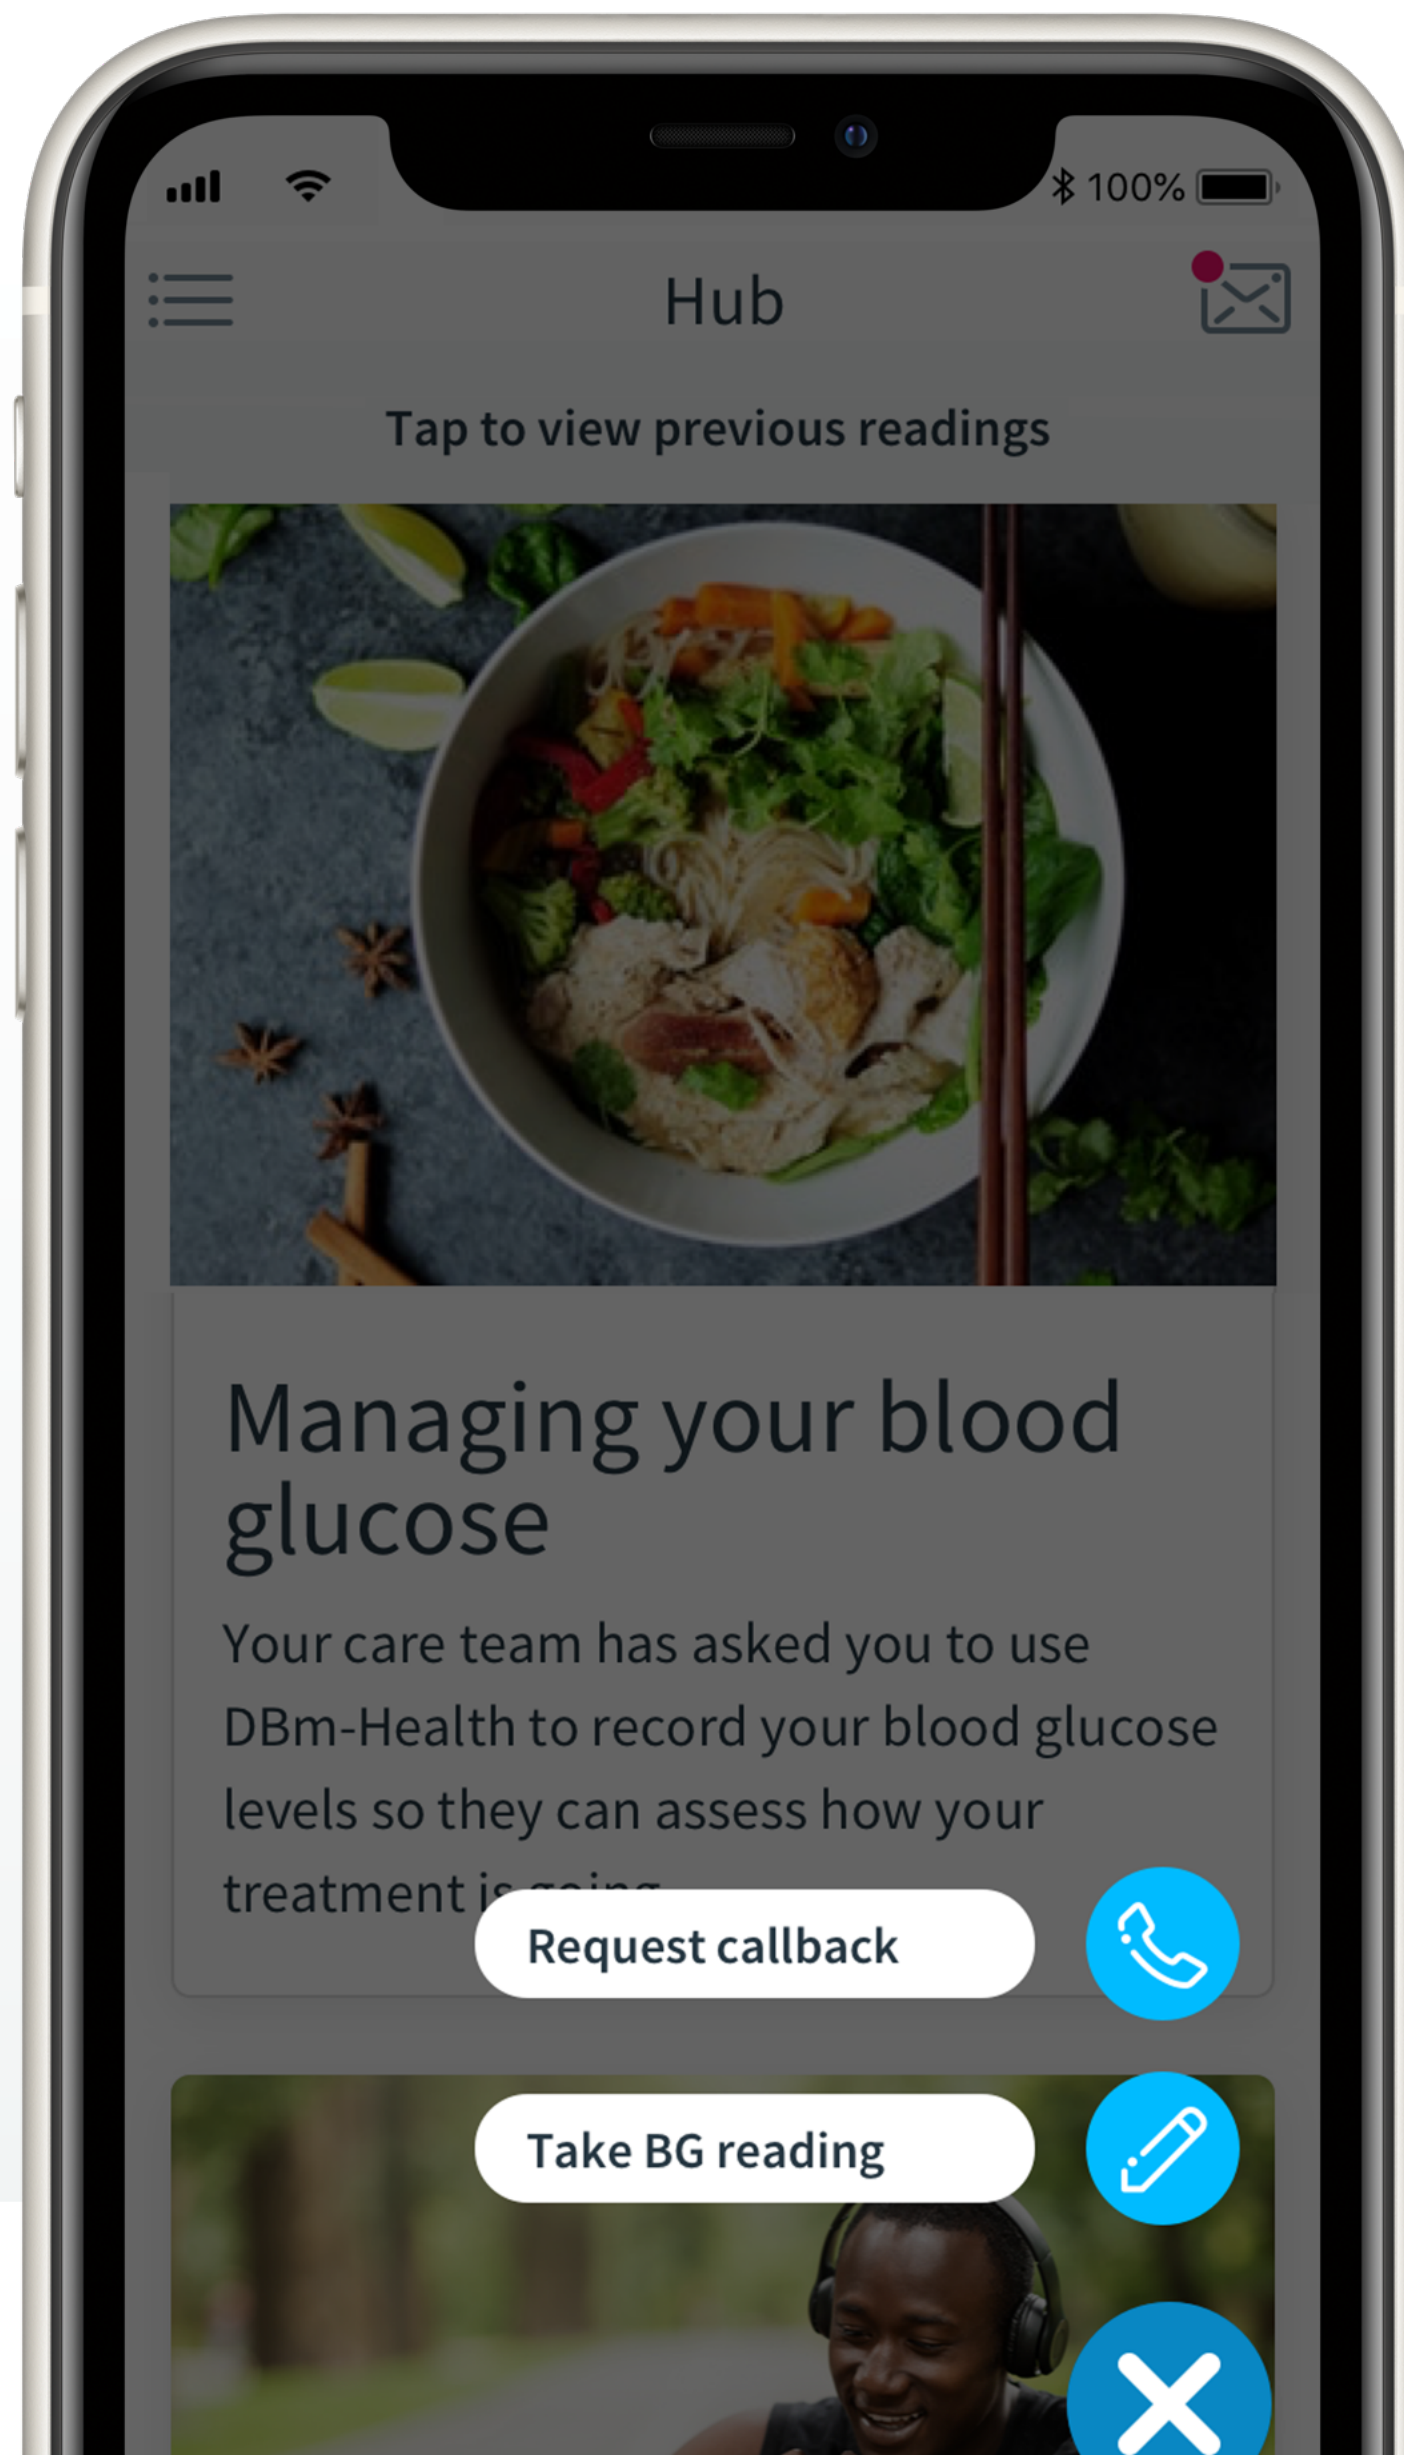 100%
Hub
Tap to view previous readings
Managing your blood
glucose
Your care team has asked you to use
DBm-Health to record your blood glucose
levels so they can assess how your
treatment is going
Request callback
Take BG reading